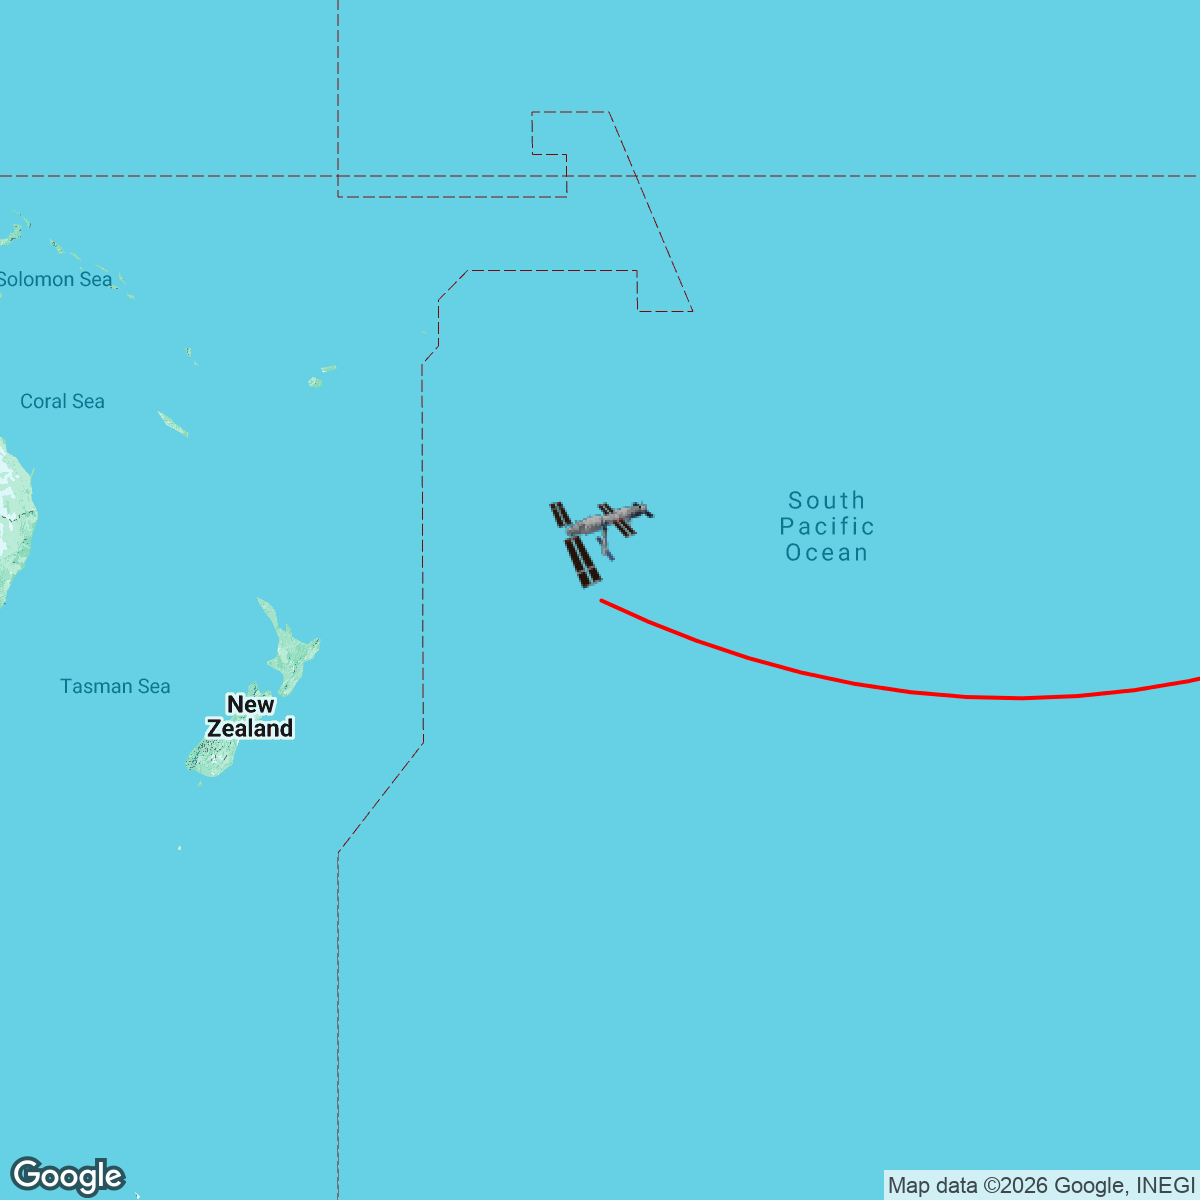 Solomon Sea
Coral Sea
South
Pacific
Ocean
Tasman Sea
New
Zealand
Google
Map data ©2026 Google, INEGI